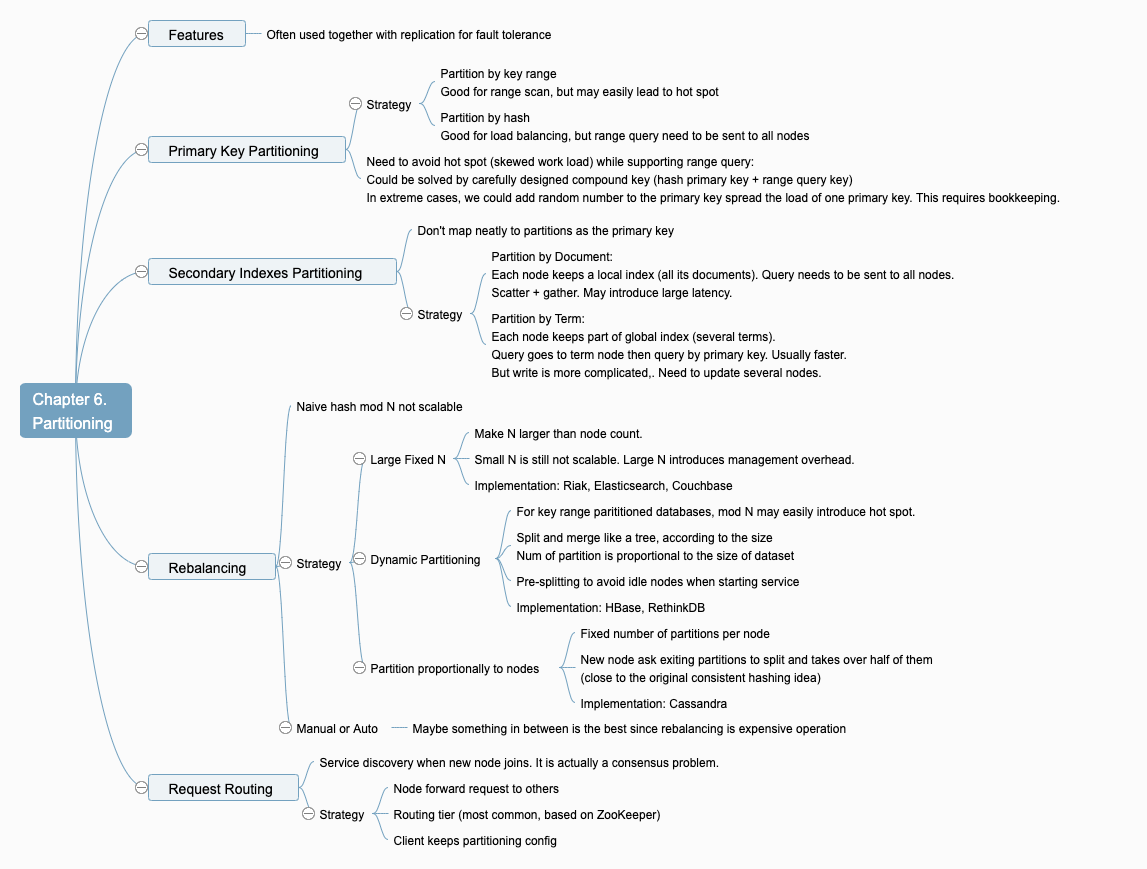 Chapter 6.
Partitioning
Features
Often used together with replication for fault tolerance
Primary Key Partitioning
Strategy
Partition by key range
Good for range scan, but may easily lead to hot spot
Partition by hash
Good for load balancing, but range query need to be sent to all nodes
Need to avoid hot spot (skewed work load) while supporting range query:
Could be solved by carefully designed compound key (hash primary key + range query key)
In extreme cases, we could add random number to the primary key spread the load of one primary key. This requires bookkeeping.
Secondary Indexes Partitioning
Don't map neatly to partitions as the primary key
Strategy
Partition by Document:
Each node keeps a local index (all its documents). Query needs to be sent to all nodes.
Scatter + gather. May introduce large latency.
Partition by Term:
Each node keeps part of global index (several terms).
Query goes to term node then query by primary key. Usually faster.
But write is more complicated,. Need to update several nodes.
Rebalancing
Naive hash mod N not scalable
Strategy
Large Fixed N
Make N larger than node count.
Small N is still not scalable. Large N introduces management overhead.
Implementation: Riak, Elasticsearch, Couchbase
Dynamic Partitioning
For key range parititioned databases, mod N may easily introduce hot spot.
Split and merge like a tree, according to the size
Num of partition is proportional to the size of dataset
Pre-splitting to avoid idle nodes when starting service
Implementation: HBase, RethinkDB
Partition proportionally to nodes
Fixed number of partitions per node
New node ask exiting partitions to split and takes over half of them
(close to the original consistent hashing idea)
Implementation: Cassandra
Manual or Auto
Maybe something in between is the best since rebalancing is expensive operation
Request Routing
Service discovery when new node joins. It is actually a consensus problem.
Strategy
Node forward request to others
Routing tier (most common, based on ZooKeeper)
Client keeps partitioning config